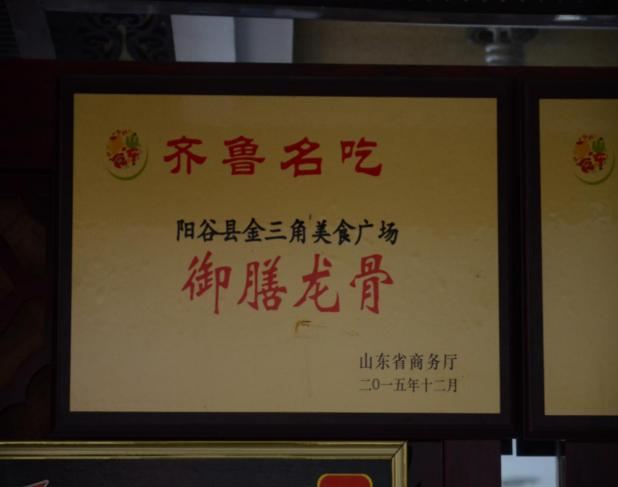 齐鲁名吃
阳谷县金三角美食广场
御膳龙骨
山东省商务厅
二〇一五年十二月